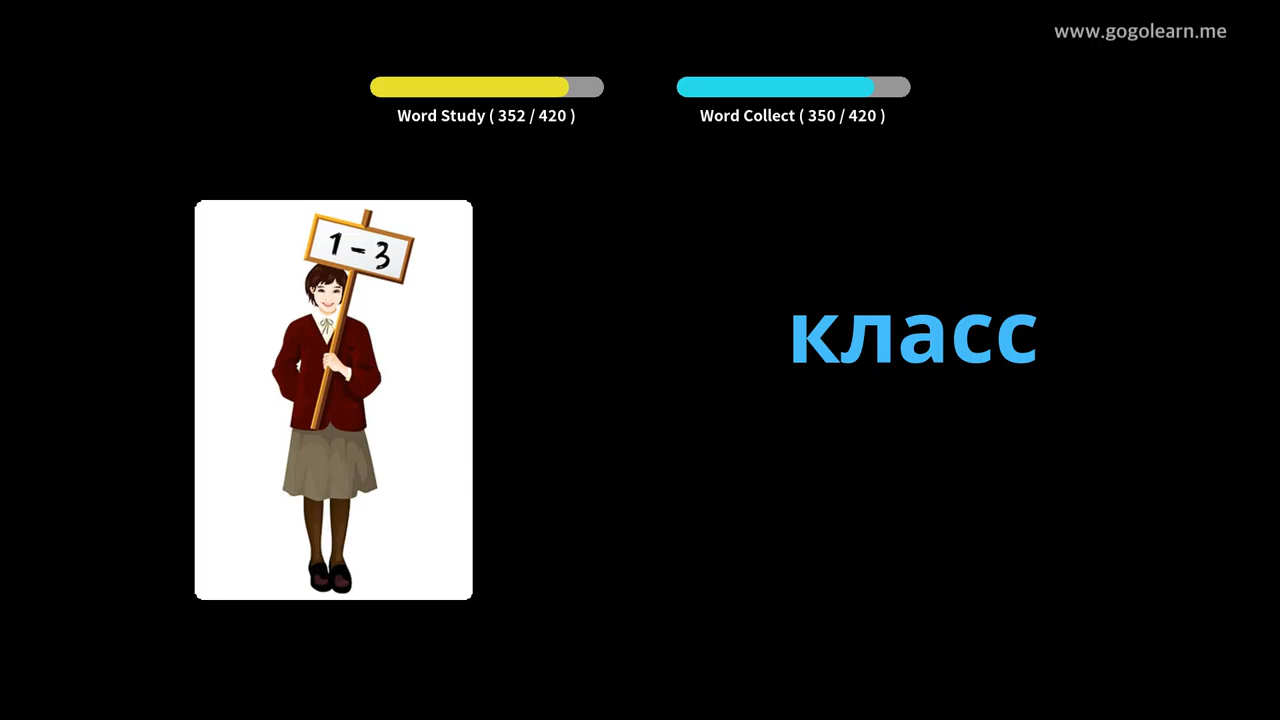 www.gogolearn.me
Word Study ( 352 / 420 )
Word Collect ( 350 / 420 )
1 - 3
класс